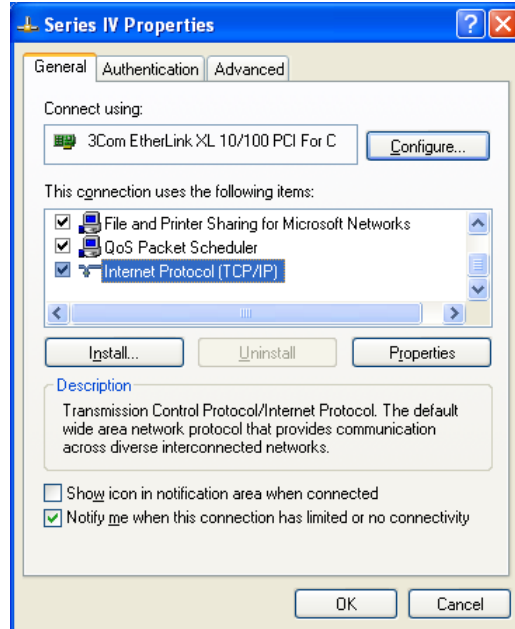 Series IV Properties
General Authentication Advanced
Connect using:
3Com EtherLink XL 10/100 PCI For C
Configure...
This connection uses the following items:
File and Printer Sharing for Microsoft Networks
QoS Packet Scheduler
Internet Protocol (TCP/IP)
Install... Uninstall Properties
Description
Transmission Control Protocol/Internet Protocol. The default
wide area network protocol that provides communication
across diverse interconnected networks.
Show icon in notification area when connected
Notify me when this connection has limited or no connectivity
OK Cancel